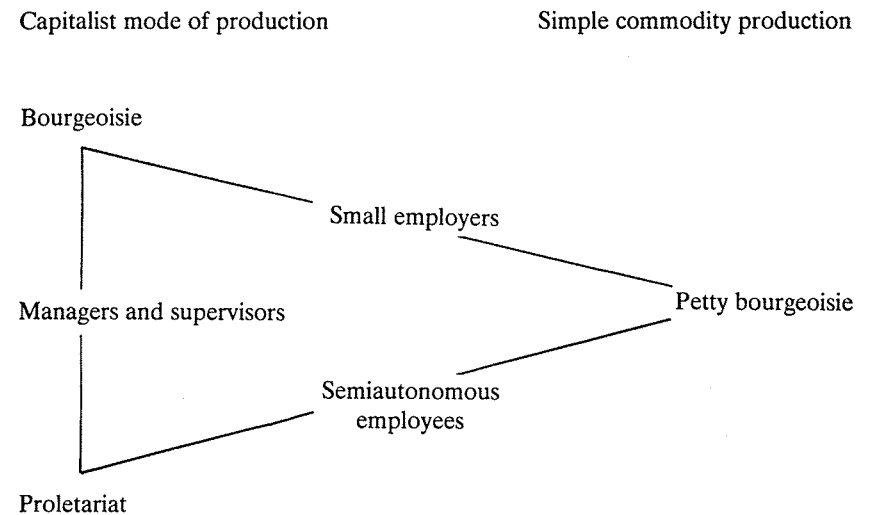 Capitalist mode of production
Simple commodity production
Bourgeoisie
Small employers
Managers and supervisors
Petty bourgeoisie
Semiautonomous
employees
Proletariat